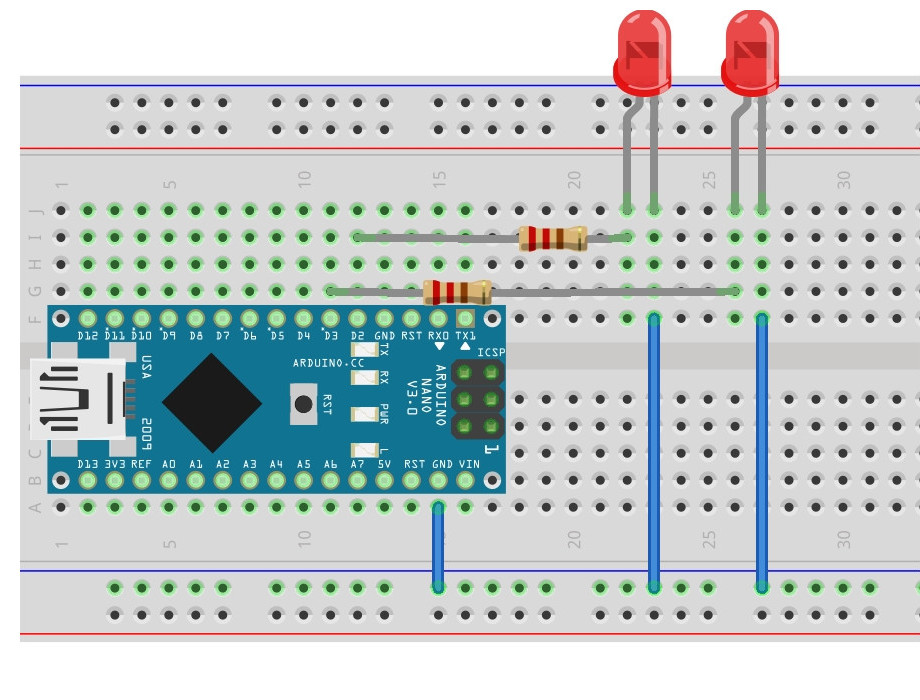 1 5 10 15 20 25 30
J
I
H
G
F
D12 D11 D10 D9 D8 D7 D6 D5 D4 D3 D2 GND RST RX0 TX1
USA
2009
ARDUINO.CC
RST
TX
RX
PWR
L
ARDUINO
NANO
V3.0
ICSP
1
C
B
A
D13 3V3 REF A0 A1 A2 A3 A4 A5 A6 A7 5V RST GND VIN
1 5 10 20 25 30